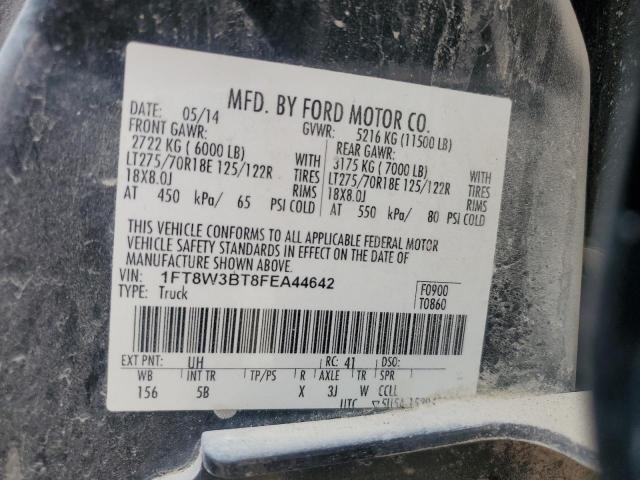 MFD. BY FORD MOTOR CO.
DATE: 05/14 GVWR: 5216 KG (11500 LB)
FRONT GAWR: REAR GAWR:
2722 KG ( 6000 LB) WITH 3175 KG ( 7000 LB) WITH
LT275/70R18E 125/122R TIRES LT275/70R18E 125/122R TIRES
18X8.0J RIMS 18X8.0J RIMS
AT 450 kPa/ 65 PSI COLD AT 550 kPa/ 80 PSI COLD
THIS VEHICLE CONFORMS TO ALL APPLICABLE FEDERAL MOTOR
VEHICLE SAFETY STANDARDS IN EFFECT ON THE DATE OF
MANUFACTURE SHOWN ABOVE.
VIN: 1FT8W3BT8FEA44642 F0900
TYPE: Truck T0860
EXT PNT: UH RC: 41 DSO:
WB INT TR TP/PS R AXLE TR SPR
156 5B X 3J W CCLL
UTC